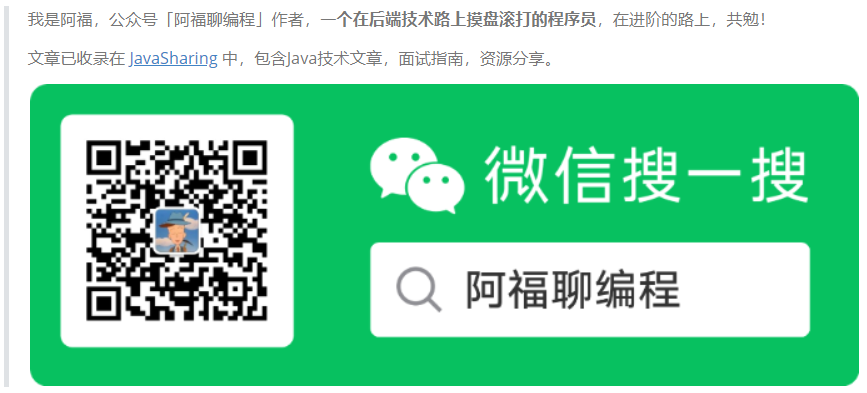 我是阿福，公众号「阿福聊编程」作者，一个在后端技术路上摸盘滚打的程序员，在进阶的路上，共勉！
文章已收录在 JavaSharing 中，包含Java技术文章，面试指南，资源分享。
微信搜一搜
阿福聊编程